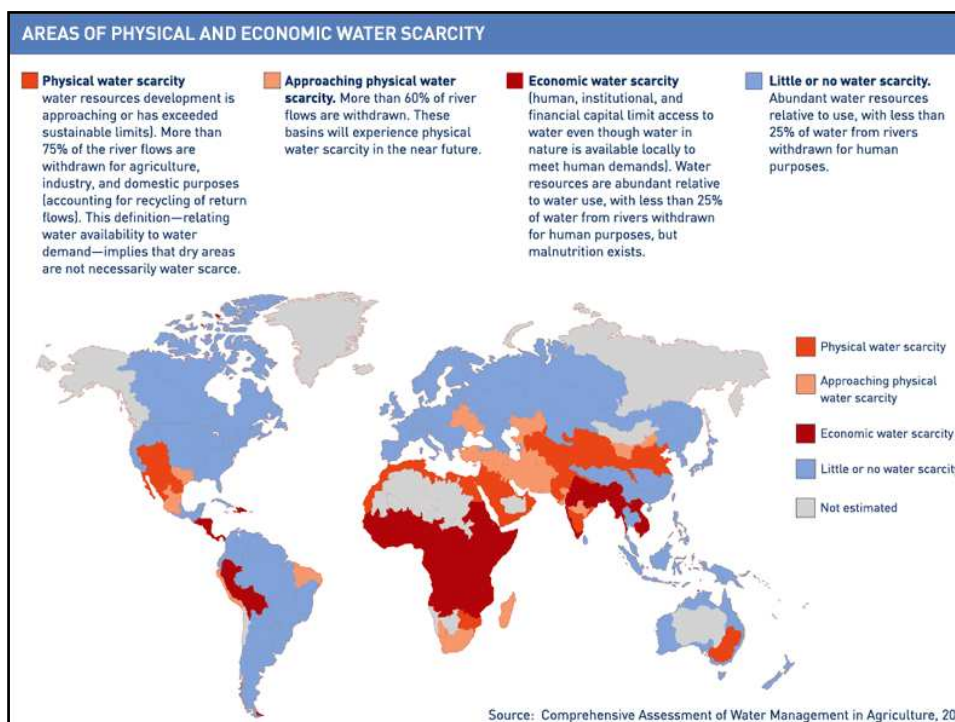 AREAS OF PHYSICAL AND ECONOMIC WATER SCARCITY
Physical water scarcity
water resources development is
approaching or has exceeded
sustainable limits). More than
75% of the river flows are
withdrawn for agriculture,
industry, and domestic purposes
(accounting for recycling of return
flows). This definition—relating
water availability to water
demand—implies that dry areas
are not necessarily water scarce.
Approaching physical water
scarcity. More than 60% of river
flows are withdrawn. These
basins will experience physical
water scarcity in the near future.
Economic water scarcity
(human, institutional, and
financial capital limit access to
water even though water in
nature is available locally to
meet human demands). Water
resources are abundant relative
to water use, with less than 25%
of water from rivers withdrawn
for human purposes, but
malnutrition exists.
Little or no water scarcity.
Abundant water resources
relative to use, with less than
25% of water from rivers
withdrawn for human
purposes.
Physical water scarcity
Approaching physical
water scarcity
Economic water scarcity
Little or no water scarcity
Not estimated
Source: Comprehensive Assessment of Water Management in Agriculture, 20